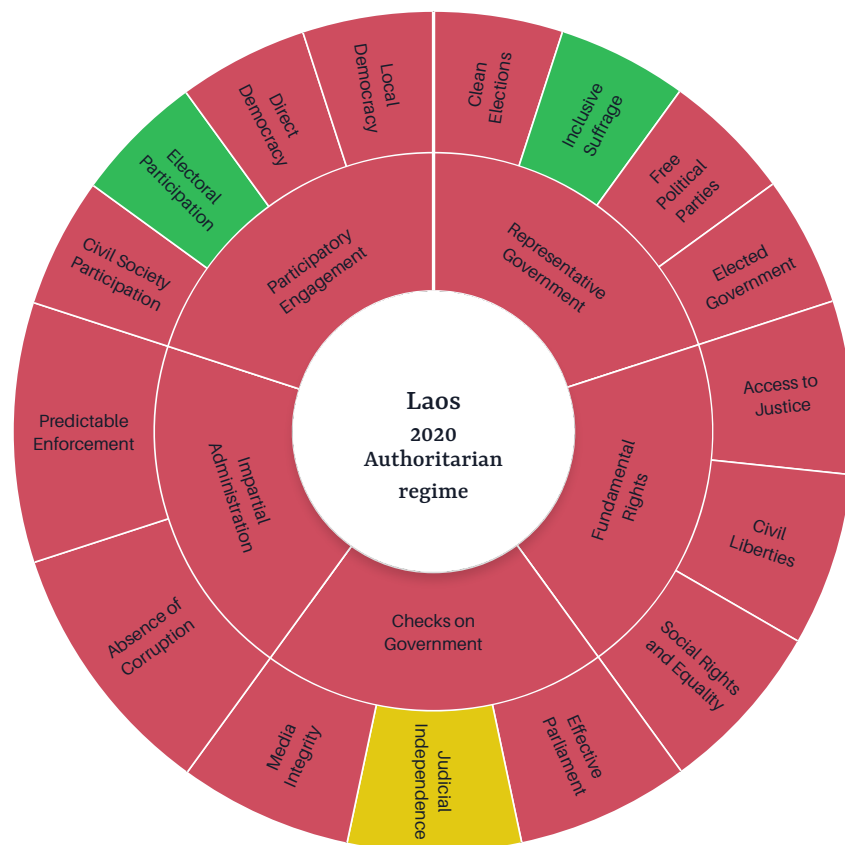 Laos
2020
Authoritarian
regime
Representative
Government
Fundamental
Rights
Checks on
Government
Impartial
Administration
Participatory
Engagement
Clean
Elections
Inclusive
Suffrage
Free
Political
Parties
Elected
Government
Access to
Justice
Civil
Liberties
Social Rights
and Equality
Effective
Parliament
Judicial
Independence
Media
Integrity
Absence of
Corruption
Predictable
Enforcement
Civil Society
Participation
Electoral
Participation
Direct
Democracy
Local
Democracy